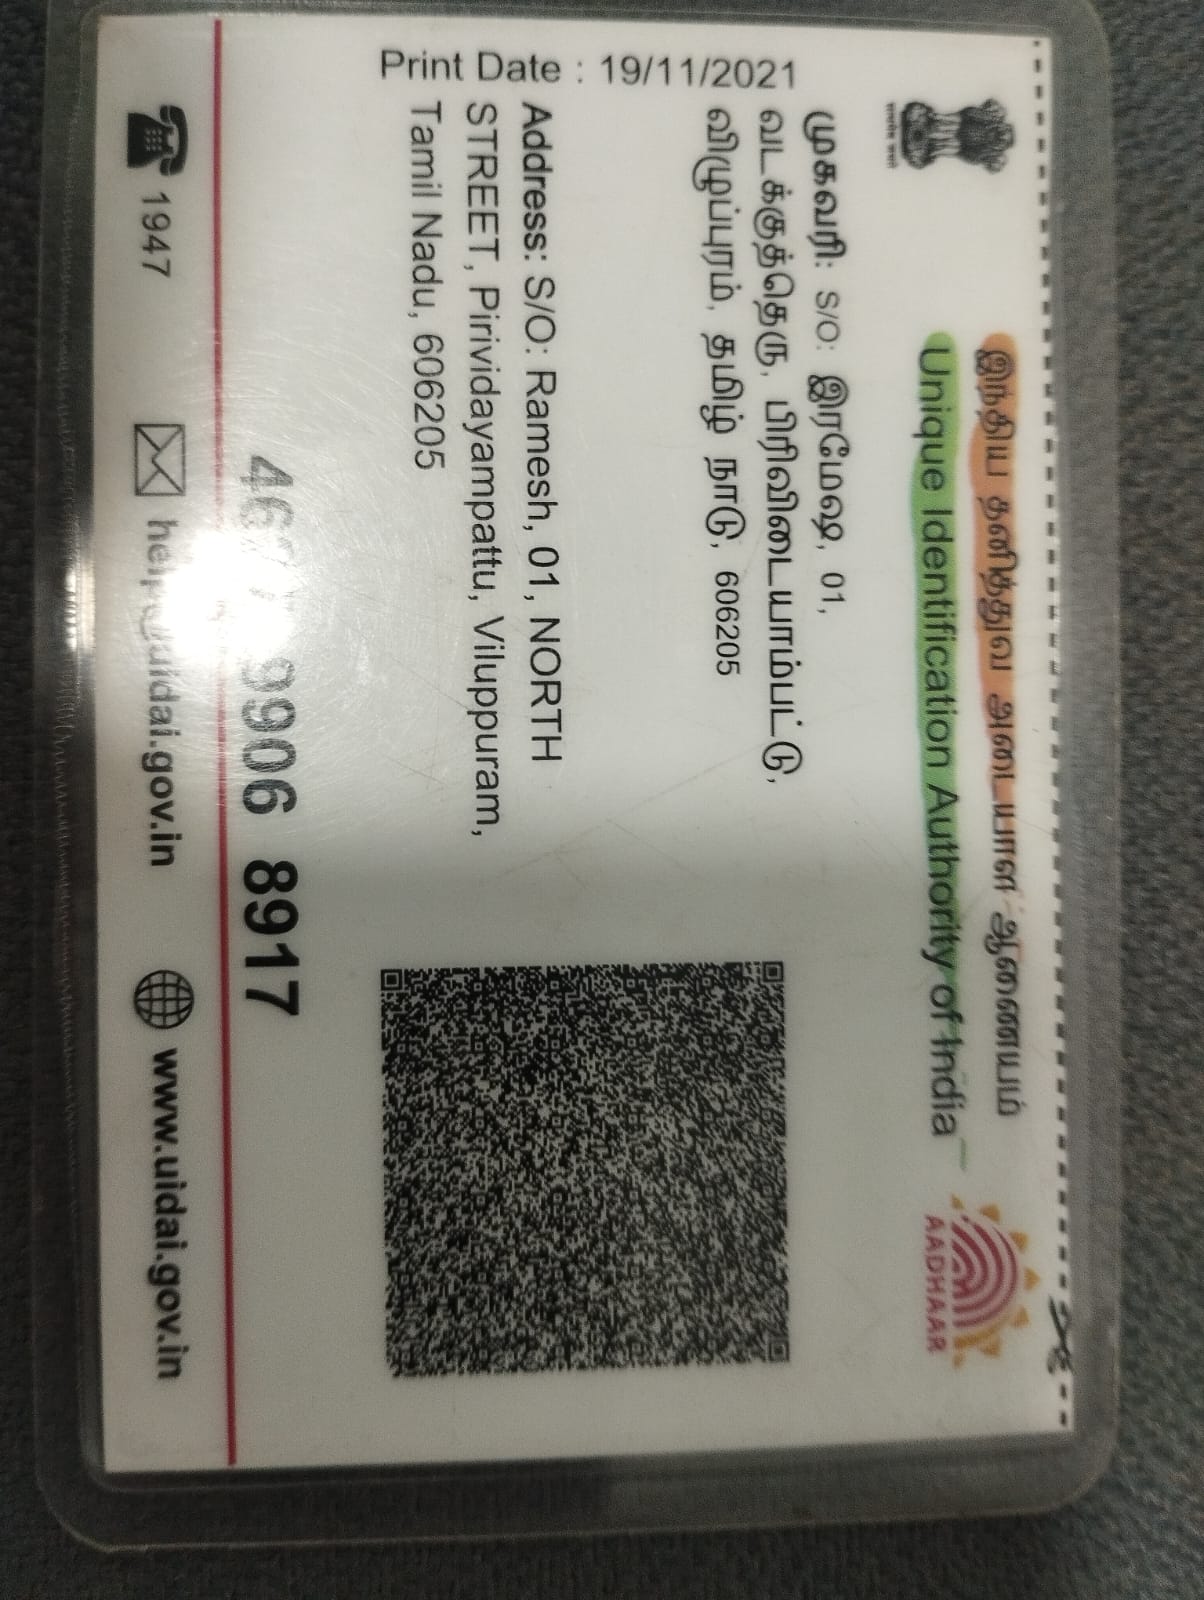 இந்திய தனித்துவ அடையாள ஆணையம்
Unique Identification Authority of India
AADHAAR
முகவரி: S/O: இரமேஷ், 01,
வடக்குத்தெரு, பிரிவிடையாம்பட்டு,
விழுப்புரம், தமிழ் நாடு, 606205
Print Date : 19/11/2021
Address: S/O: Ramesh, 01, NORTH
STREET, Pirividayampattu, Viluppuram,
Tamil Nadu, 606205
9906 8917
1947
www.uidai.gov.in